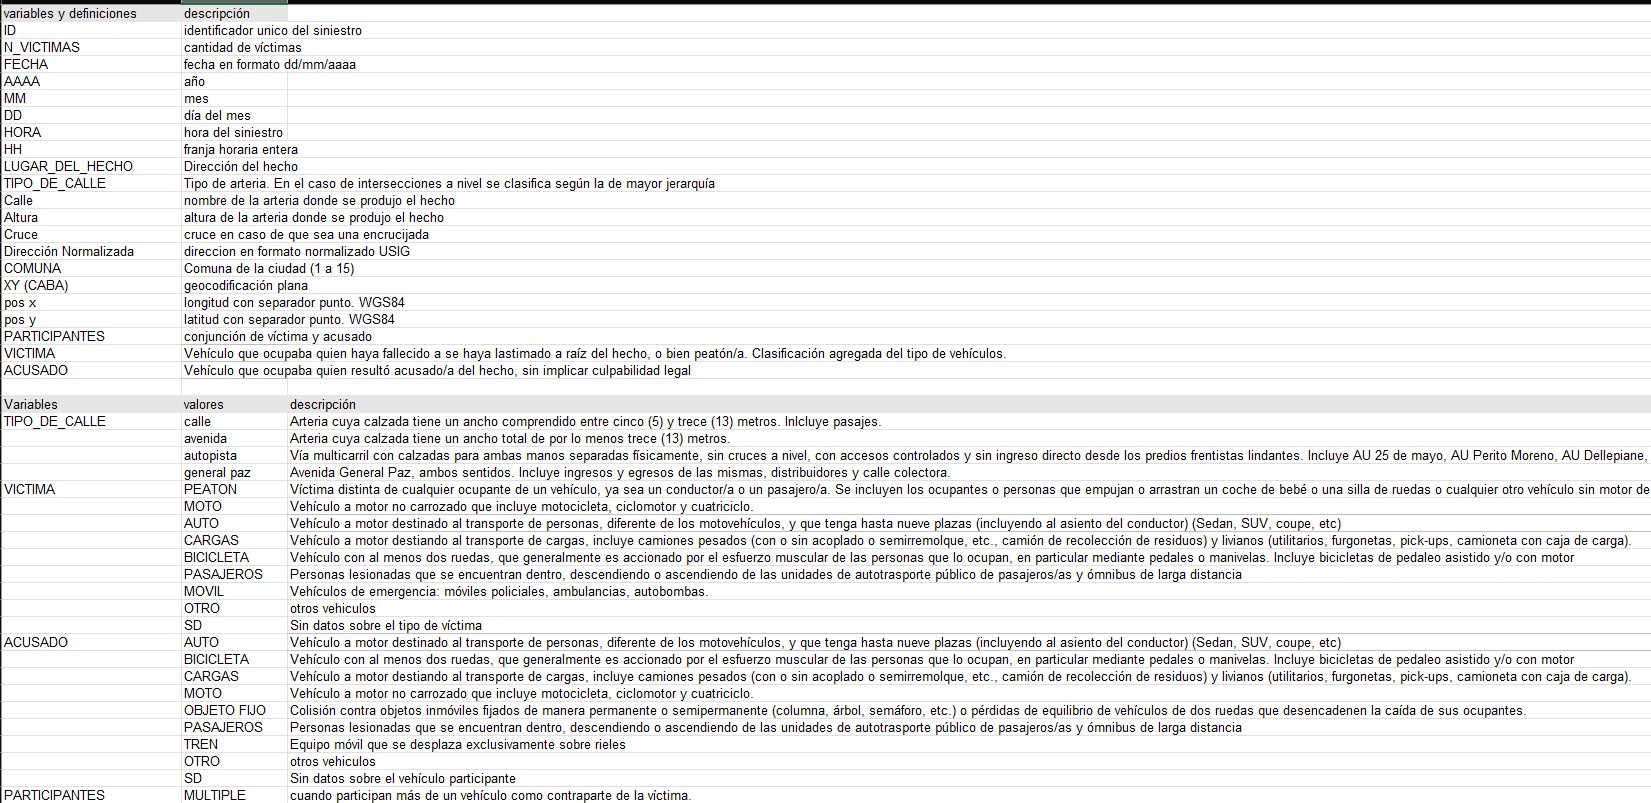 variables y definiciones descripción
ID identificador unico del siniestro
N_VICTIMAS cantidad de víctimas
FECHA fecha en formato dd/mm/aaaa
AAAA año
MM mes
DD día del mes
HORA hora del siniestro
HH franja horaria entera
LUGAR_DEL_HECHO Dirección del hecho
TIPO_DE_CALLE Tipo de arteria. En el caso de intersecciones a nivel se clasifica según la de mayor jerarquía
Calle nombre de la arteria donde se produjo el hecho
Altura altura de la arteria donde se produjo el hecho
Cruce cruce en caso de que sea una encrucijada
Dirección Normalizada direccion en formato normalizado USIG
COMUNA Comuna de la ciudad (1 a 15)
XY (CABA) geocodificación plana
pos x longitud con separador punto. WGS84
pos y latitud con separador punto. WGS84
PARTICIPANTES conjunción de víctima y acusado
VICTIMA Vehículo que ocupaba quien haya fallecido a se haya lastimado a raíz del hecho, o bien peatón/a. Clasificación agregada del tipo de vehículos.
ACUSADO Vehículo que ocupaba quien resultó acusado/a del hecho, sin implicar culpabilidad legal
Variables valores descripción
TIPO_DE_CALLE calle Arteria cuya calzada tiene un ancho comprendido entre cinco (5) y trece (13) metros. Inlcluye pasajes.
avenida Arteria cuya calzada tiene un ancho total de por lo menos trece (13) metros.
autopista Vía multicarril con calzadas para ambas manos separadas físicamente, sin cruces a nivel, con accesos controlados y sin ingreso directo desde los predios frentistas lindantes. Incluye AU 25 de mayo, AU Perito Moreno, AU Dellepiane,
general paz Avenida General Paz, ambos sentidos. Incluye ingresos y egresos de las mismas, distribuidores y calle colectora.
VICTIMA PEATON Víctima distinta de cualquier ocupante de un vehículo, ya sea un conductor/a o un pasajero/a. Se incluyen los ocupantes o personas que empujan o arrastran un coche de bebé o una silla de ruedas o cualquier otro vehículo sin motor de
MOTO Vehículo a motor no carrozado que incluye motocicleta, ciclomotor y cuatriciclo.
AUTO Vehículo a motor destinado al transporte de personas, diferente de los motovehículos, y que tenga hasta nueve plazas (incluyendo al asiento del conductor) (Sedan, SUV, coupe, etc)
CARGAS Vehículo a motor destiando al transporte de cargas, incluye camiones pesados (con o sin acoplado o semirremolque, etc., camión de recolección de residuos) y livianos (utilitarios, furgonetas, pick-ups, camioneta con caja de carga).
BICICLETA Vehículo con al menos dos ruedas, que generalmente es accionado por el esfuerzo muscular de las personas que lo ocupan, en particular mediante pedales o manivelas. Incluye bicicletas de pedaleo asistido y/o con motor
PASAJEROS Personas lesionadas que se encuentran dentro, descendiendo o ascendiendo de las unidades de autotrasporte público de pasajeros/as y ómnibus de larga distancia
MOVIL Vehículos de emergencia: móviles policiales, ambulancias, autobombas.
OTRO otros vehiculos
SD Sin datos sobre el tipo de víctima
ACUSADO AUTO Vehículo a motor destinado al transporte de personas, diferente de los motovehículos, y que tenga hasta nueve plazas (incluyendo al asiento del conductor) (Sedan, SUV, coupe, etc)
BICICLETA Vehículo con al menos dos ruedas, que generalmente es accionado por el esfuerzo muscular de las personas que lo ocupan, en particular mediante pedales o manivelas. Incluye bicicletas de pedaleo asistido y/o con motor
CARGAS Vehículo a motor destiando al transporte de cargas, incluye camiones pesados (con o sin acoplado o semirremolque, etc., camión de recolección de residuos) y livianos (utilitarios, furgonetas, pick-ups, camioneta con caja de carga).
MOTO Vehículo a motor no carrozado que incluye motocicleta, ciclomotor y cuatriciclo.
OBJETO FIJO Colisión contra objetos inmóviles fijados de manera permanente o semipermanente (columna, árbol, semáforo, etc.) o pérdidas de equilibrio de vehículos de dos ruedas que desencadenen la caída de sus ocupantes.
PASAJEROS Personas lesionadas que se encuentran dentro, descendiendo o ascendiendo de las unidades de autotrasporte público de pasajeros/as y ómnibus de larga distancia
TREN Equipo móvil que se desplaza exclusivamente sobre rieles
OTRO otros vehiculos
SD Sin datos sobre el vehículo participante
PARTICIPANTES MULTIPLE cuando participan más de un vehículo como contraparte de la víctima.